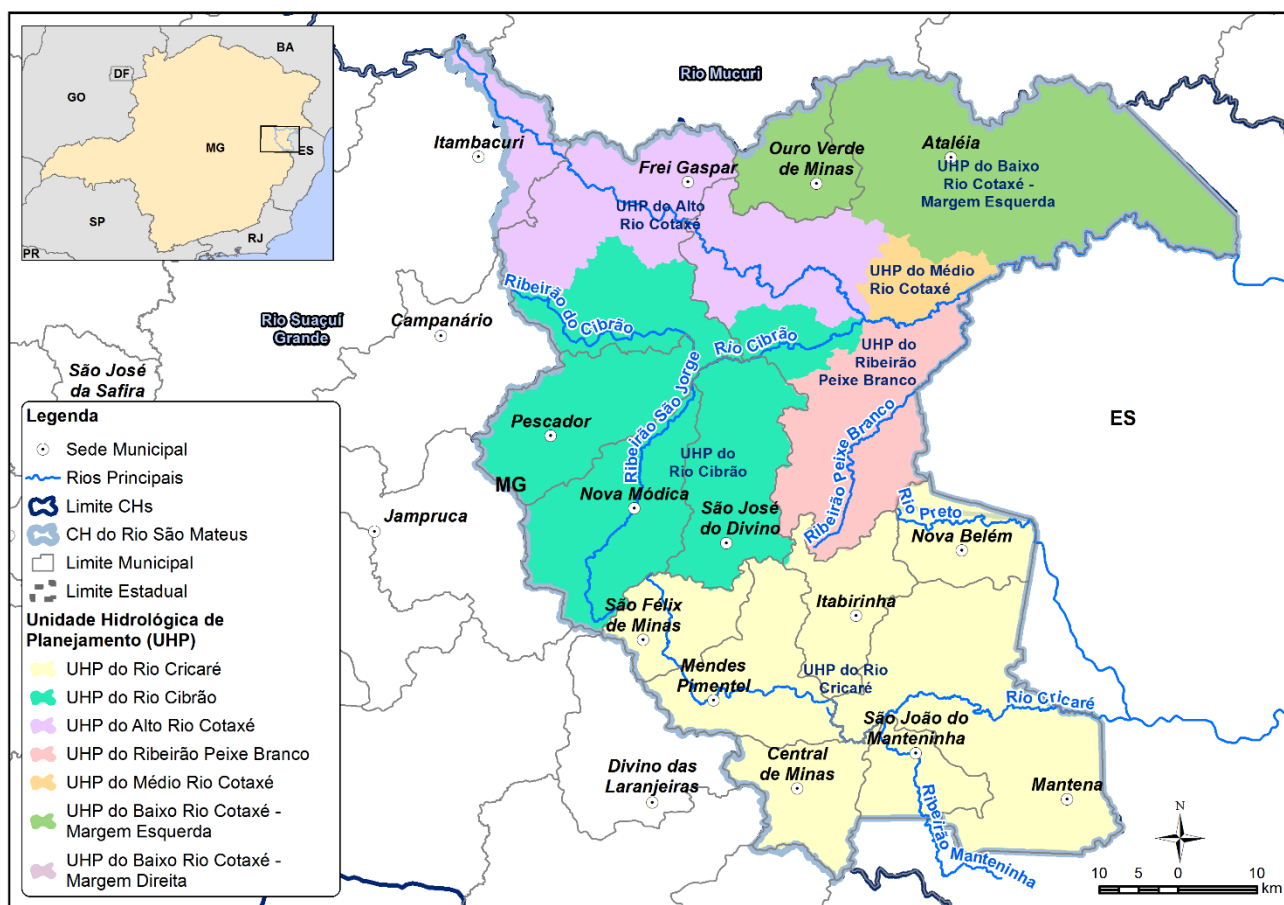 BA
DF
GO
MG
ES
SP
RJ
PR
Rio Mucuri
Itambacuri
Frei Gaspar
Ouro Verde
de Minas
Ataléia
UHP do Baixo
Rio Cotaxé -
Margem Esquerda
UHP do Alto
Rio Cotaxé
UHP do Médio
Rio Cotaxé
Ribeirão do Cibrão
Rio Suaçuí
Grande
Campanário
Rio Cibrão
UHP do
Ribeirão
Peixe Branco
São José
da Safira
Ribeirão São Jorge
Ribeirão Peixe Branco
ES
Pescador
UHP do
Rio Cibrão
MG
Nova Módica
São José
do Divino
Jampruca
Rio Preto
Nova Belém
São Félix
de Minas
Itabirinha
Mendes
Pimentel
UHP do Rio
Cricaré
Rio Cricaré
São João do
Manteninha
Central
de Minas
Divino das
Laranjeiras
Mantena
Ribeirão Manteninha
Legenda
Sede Municipal
Rios Principais
Limite CHs
CH do Rio São Mateus
Limite Municipal
Limite Estadual
Unidade Hidrológica de
Planejamento (UHP)
UHP do Rio Cricaré
UHP do Rio Cibrão
UHP do Alto Rio Cotaxé
UHP do Ribeirão Peixe Branco
UHP do Médio Rio Cotaxé
UHP do Baixo Rio Cotaxé -
Margem Esquerda
UHP do Baixo Rio Cotaxé -
Margem Direita
N
10 5 0 10
km